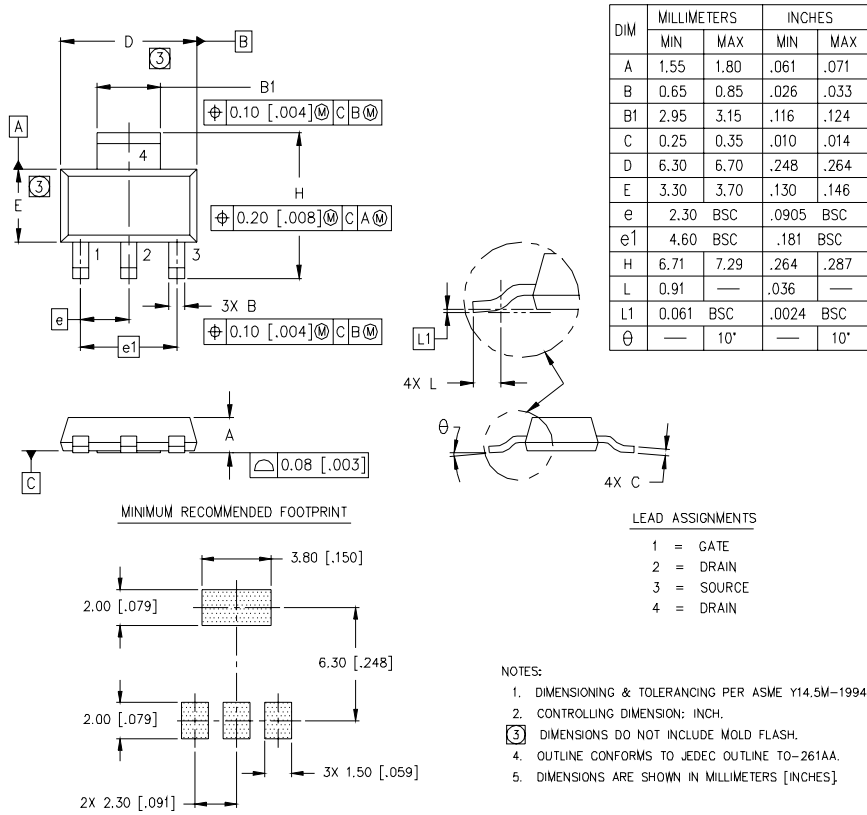 D
B
3
B1
⌖ 0.10 [.004]Ⓜ C BⓂ
A
4
3
E
H
⌖ 0.20 [.008]Ⓜ C AⓂ
1 2 3
3X B
e
⌖ 0.10 [.004]Ⓜ C BⓂ
e1
L1
4X L
DIM MILLIMETERS INCHES
MIN MAX MIN MAX
A 1.55 1.80 .061 .071
B 0.65 0.85 .026 .033
B1 2.95 3.15 .116 .124
C 0.25 0.35 .010 .014
D 6.30 6.70 .248 .264
E 3.30 3.70 .130 .146
e 2.30 BSC .0905 BSC
e1 4.60 BSC .181 BSC
H 6.71 7.29 .264 .287
L 0.91 — .036 —
L1 0.061 BSC .0024 BSC
θ — 10° — 10°
A
C
⌓ 0.08 [.003]
θ
4X C
MINIMUM RECOMMENDED FOOTPRINT
3.80 [.150]
2.00 [.079]
6.30 [.248]
2.00 [.079]
3X 1.50 [.059]
2X 2.30 [.091]
LEAD ASSIGNMENTS
1 = GATE
2 = DRAIN
3 = SOURCE
4 = DRAIN
NOTES:
1. DIMENSIONING & TOLERANCING PER ASME Y14.5M–1994
2. CONTROLLING DIMENSION: INCH.
3 DIMENSIONS DO NOT INCLUDE MOLD FLASH.
4. OUTLINE CONFORMS TO JEDEC OUTLINE TO–261AA.
5. DIMENSIONS ARE SHOWN IN MILLIMETERS [INCHES].